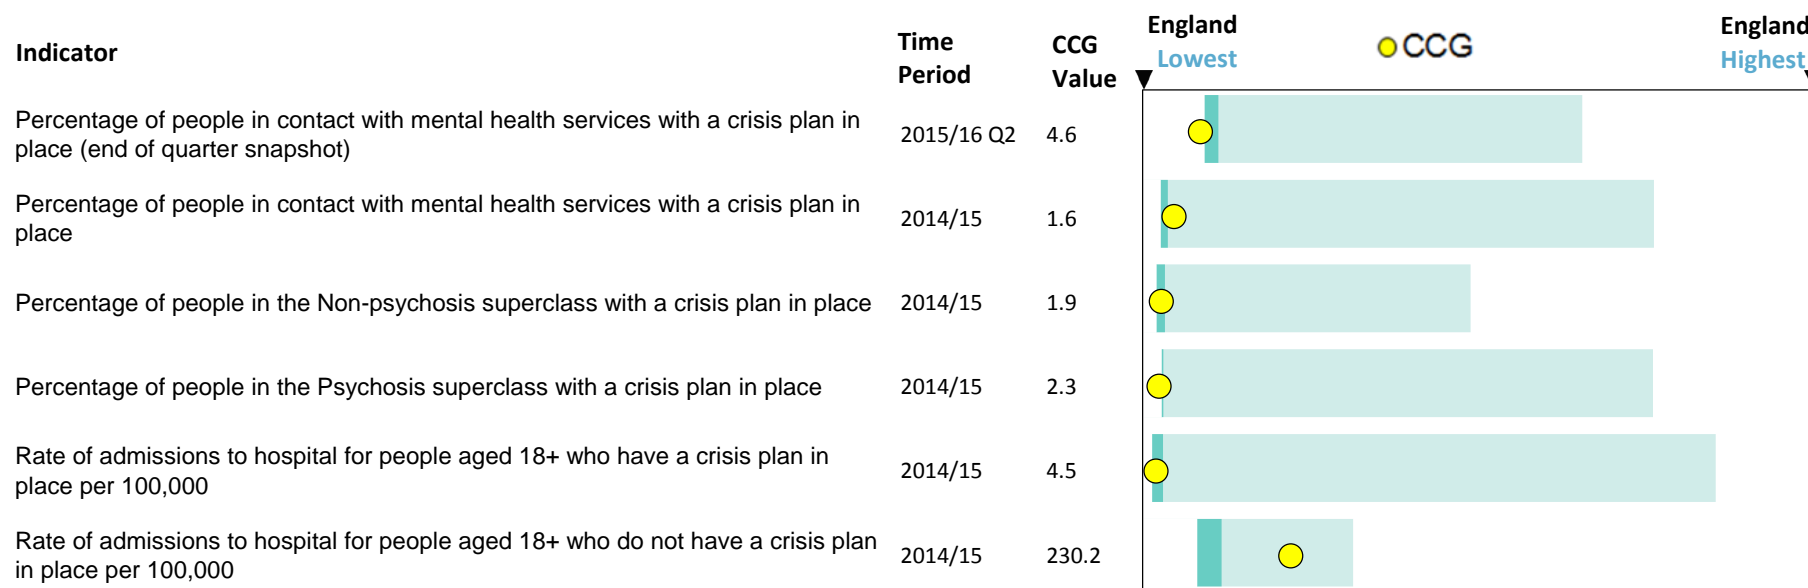 Indicator
Time
Period
CCG
Value
England
Lowest
CCG
England
Highest
Percentage of people in contact with mental health services with a crisis plan in
place (end of quarter snapshot)
2015/16 Q2
4.6
Percentage of people in contact with mental health services with a crisis plan in
place
2014/15
1.6
Percentage of people in the Non-psychosis superclass with a crisis plan in place
2014/15
1.9
Percentage of people in the Psychosis superclass with a crisis plan in place
2014/15
2.3
Rate of admissions to hospital for people aged 18+ who have a crisis plan in
place per 100,000
2014/15
4.5
Rate of admissions to hospital for people aged 18+ who do not have a crisis plan
in place per 100,000
2014/15
230.2